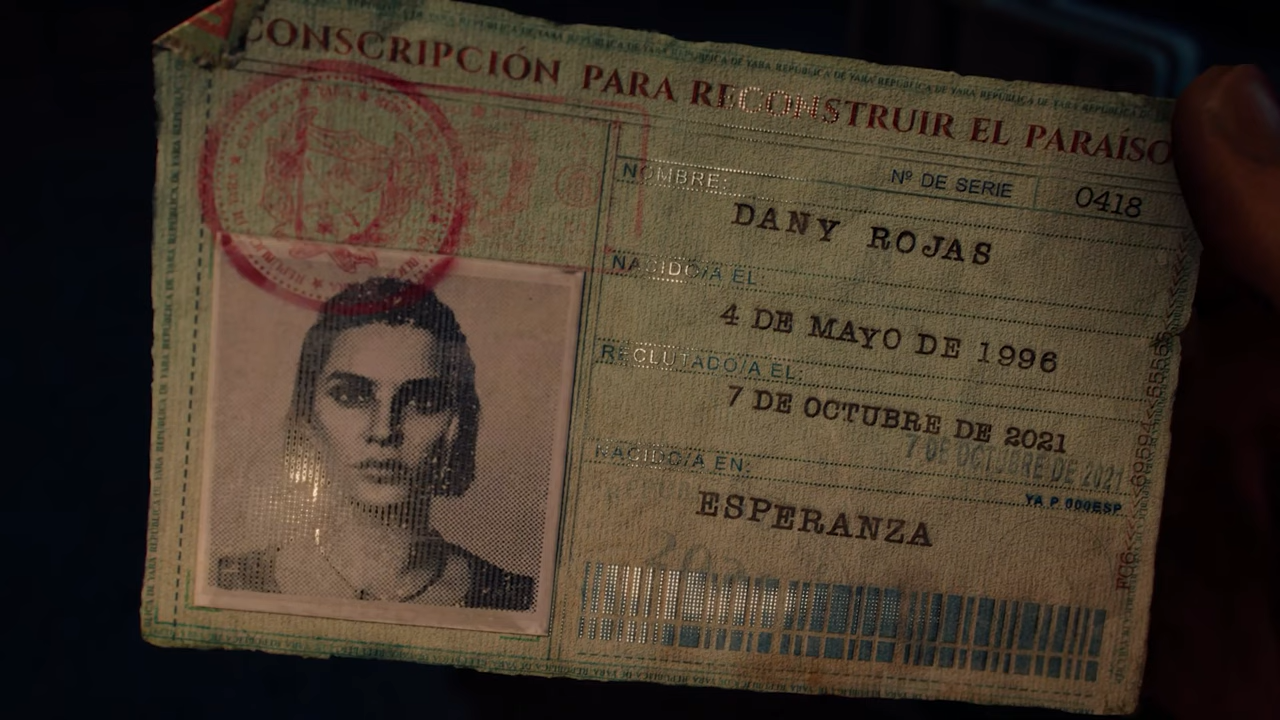 CONSCRIPCIÓN PARA RECONSTRUIR EL PARAÍSO
NOMBRE:
Nº DE SERIE
0418
DANY ROJAS
NACIDO/A EL:
4 DE MAYO DE 1996
RECLUTADO/A EL:
7 DE OCTUBRE DE 2021
7 DE OCTUBRE DE 2021
NACIDO/A EN:
YA P 000ESP
ESPERANZA